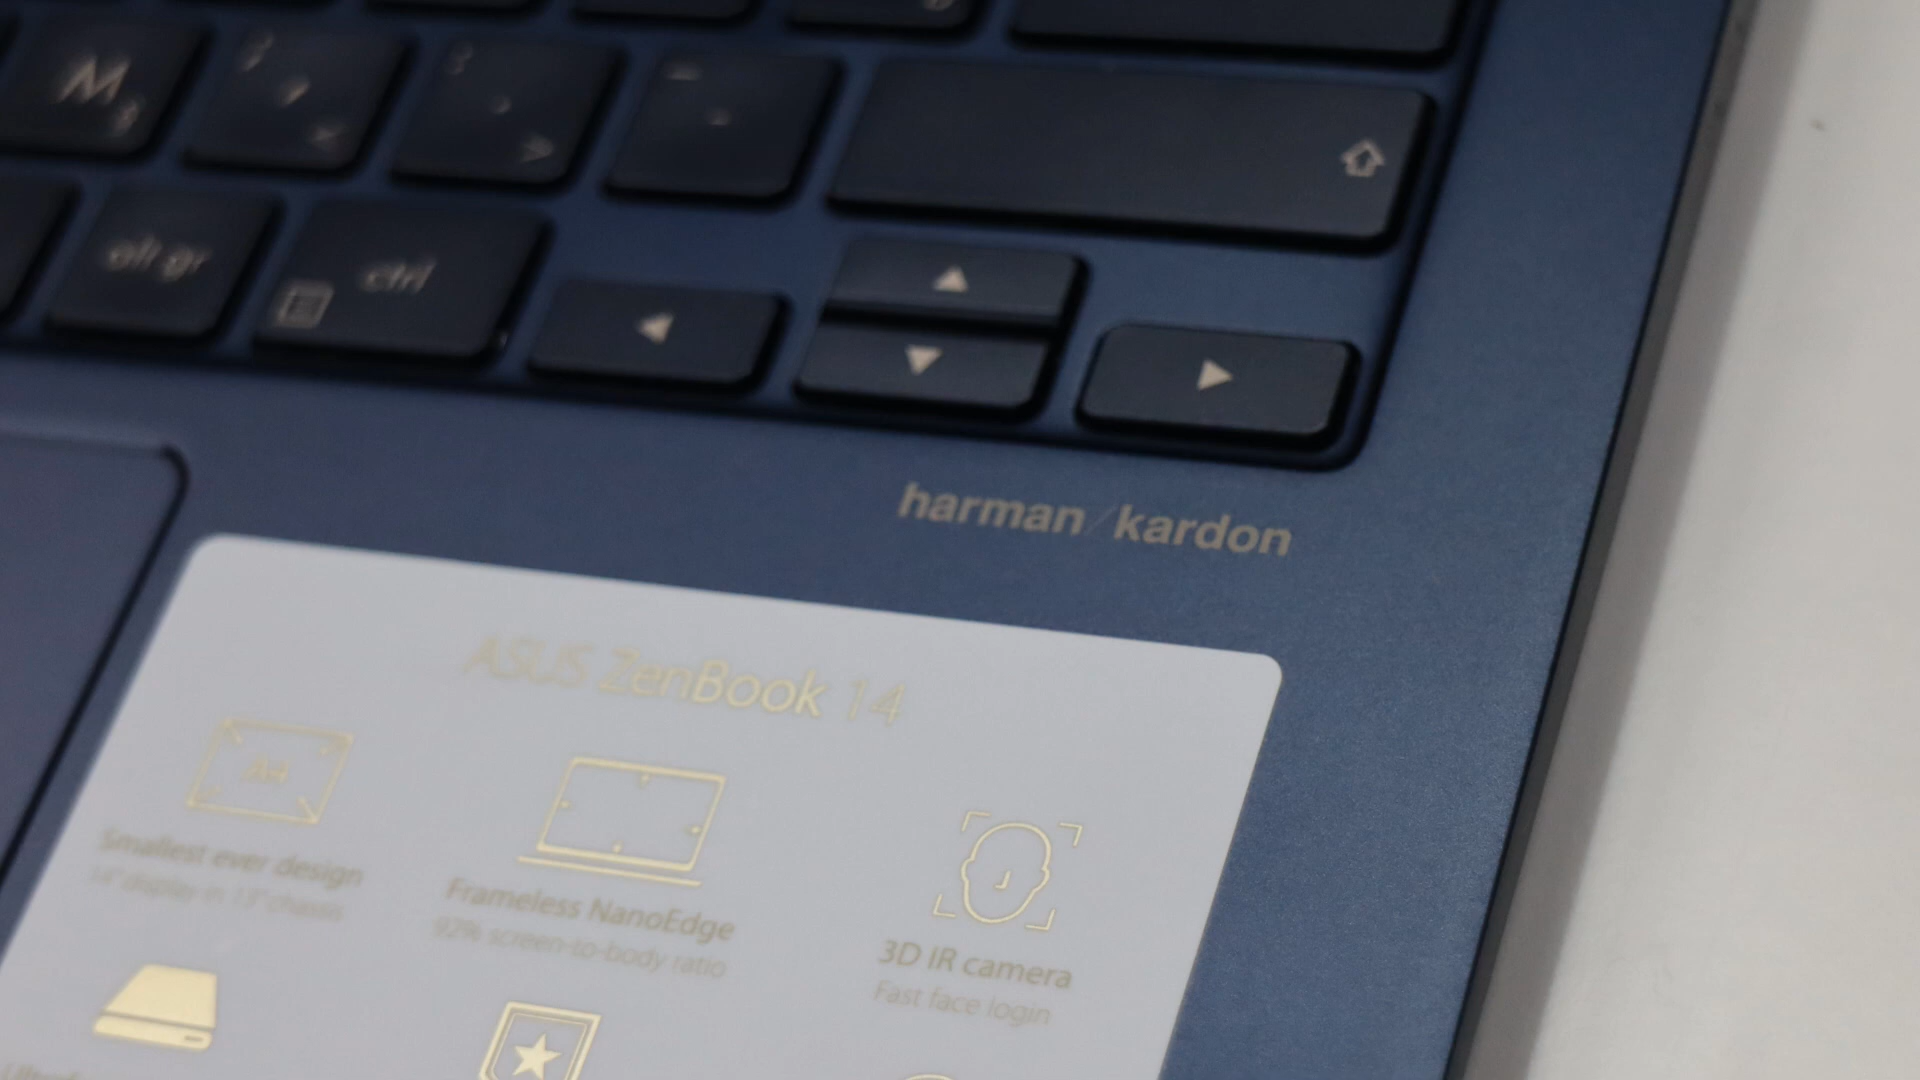 M
alt gr
ctrl
harman/kardon
ASUS ZenBook 14
A4
Smallest ever design
14" display in 13" chassis
Frameless NanoEdge
92% screen-to-body ratio
3D IR camera
Fast face login